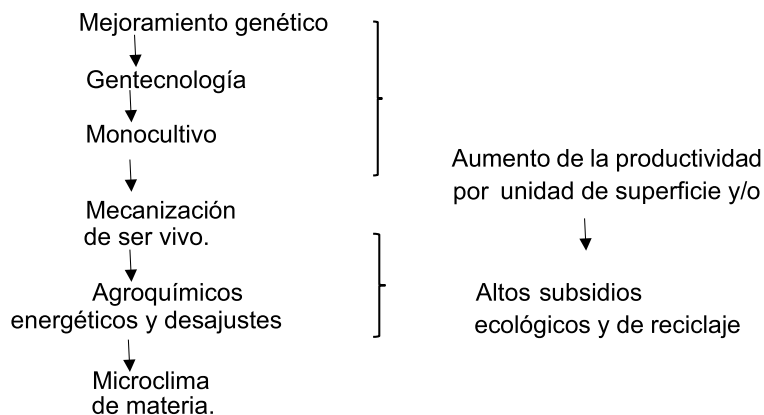 Mejoramiento genético
Gentecnología
Monocultivo
Mecanización
de ser vivo.
Agroquímicos
energéticos y desajustes
Microclima
de materia.
Aumento de la productividad
por unidad de superficie y/o
Altos subsidios
ecológicos y de reciclaje